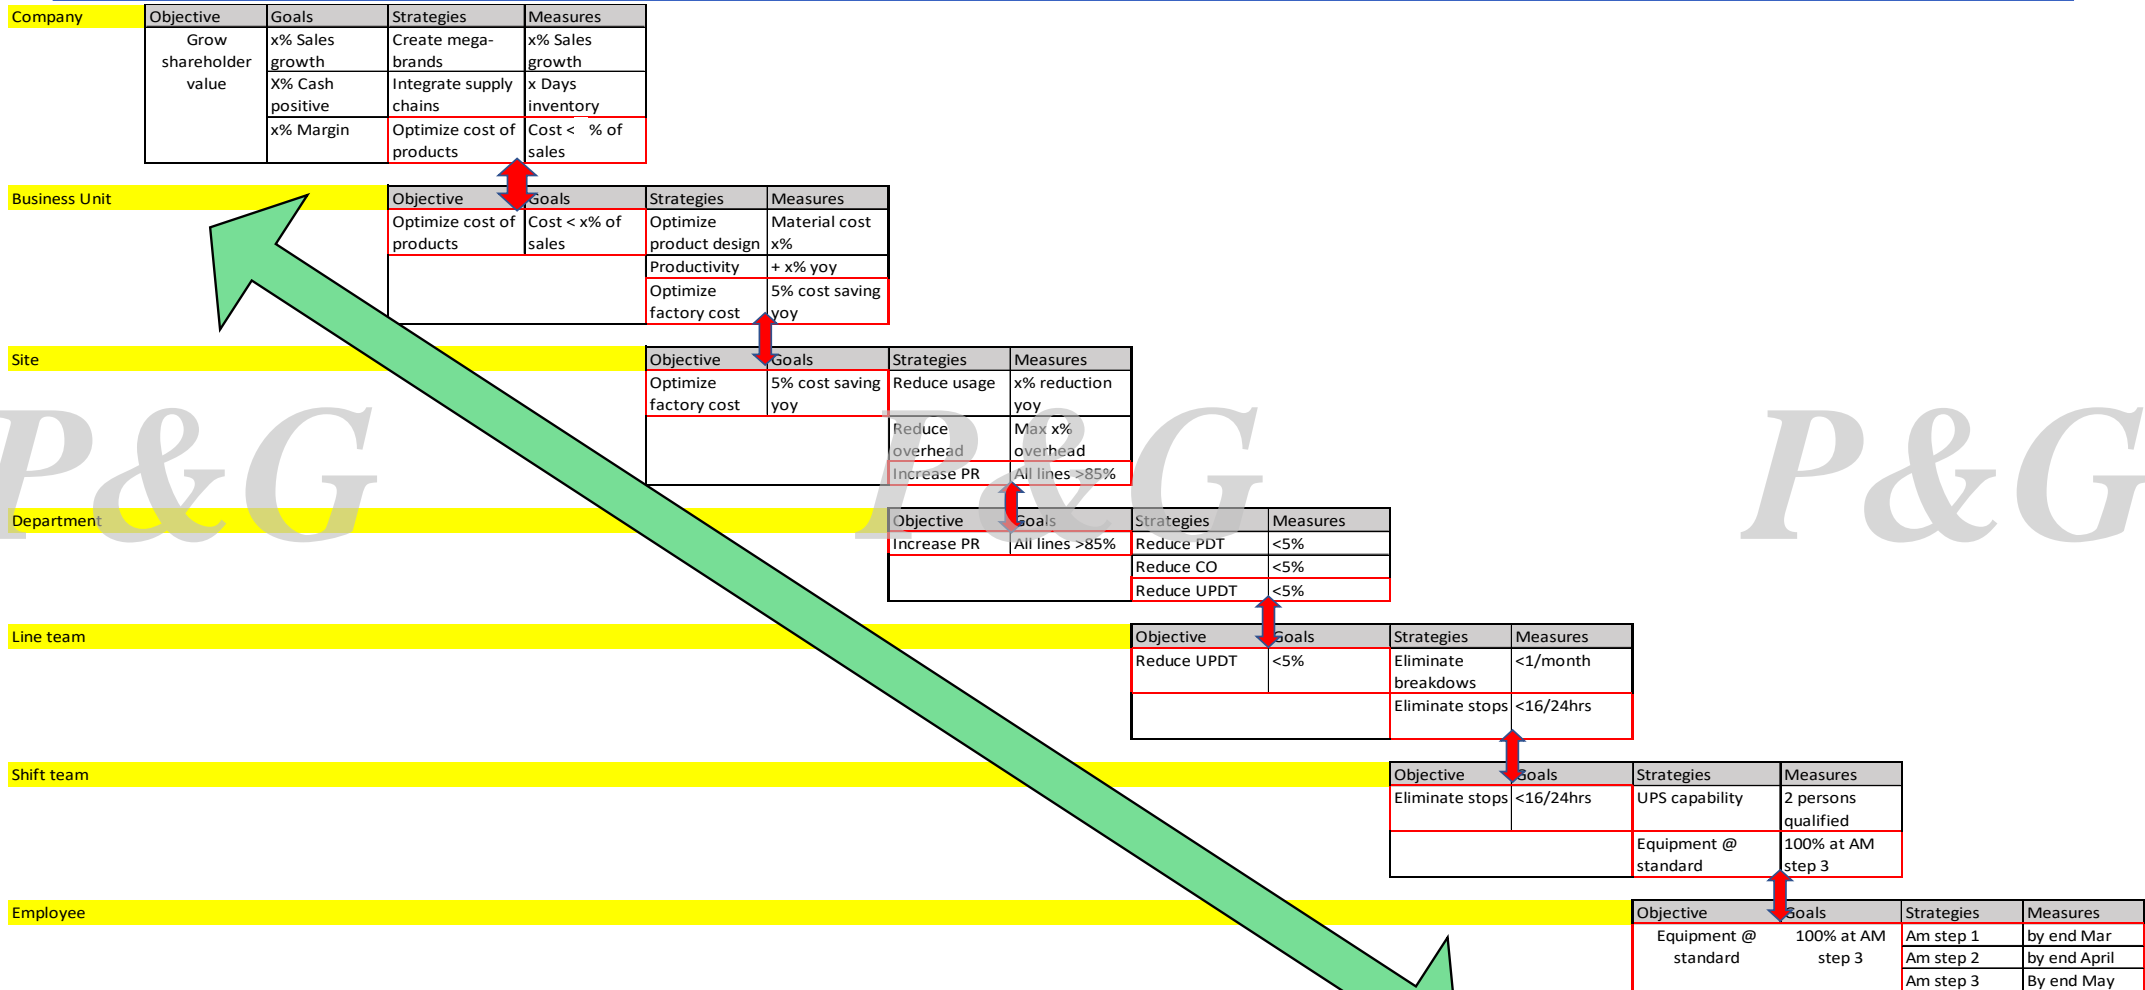 Company Objective Goals Strategies Measures
Grow x% Sales Create mega- x% Sales
shareholder growth brands growth
value X% Cash Integrate supply x Days
positive chains inventory
x% Margin Optimize cost of Cost < % of
products sales
Business Unit Objective Goals Strategies Measures
Optimize cost of Cost < x% of Optimize Material cost
products sales product design x%
Productivity + x% yoy
Optimize 5% cost saving
factory cost yoy
Site Objective Goals Strategies Measures
Optimize 5% cost saving Reduce usage x% reduction
factory cost yoy yoy
Reduce Max x%
overhead overhead
Increase PR All lines >85%
P&G P&G P&G
Department Objective Goals Strategies Measures
Increase PR All lines >85% Reduce PDT <5%
Reduce CO <5%
Reduce UPDT <5%
Line team Objective Goals Strategies Measures
Reduce UPDT <5% Eliminate <1/month
breakdows
Eliminate stops <16/24hrs
Shift team Objective Goals Strategies Measures
Eliminate stops <16/24hrs UPS capability 2 persons
qualified
Equipment @ 100% at AM
standard step 3
Employee Objective Goals Strategies Measures
Equipment @ 100% at AM Am step 1 by end Mar
standard step 3 Am step 2 by end April
Am step 3 By end May